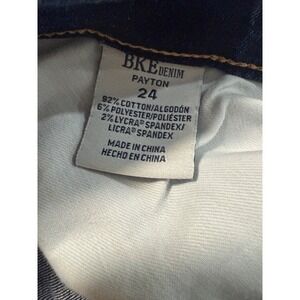 BKE DENIM
PAYTON
24
92% COTTON/ALGODÓN
6% POLYESTER/POLIÉSTER
2% LYCRA® SPANDEX/
LICRA® SPANDEX
MADE IN CHINA
HECHO EN CHINA